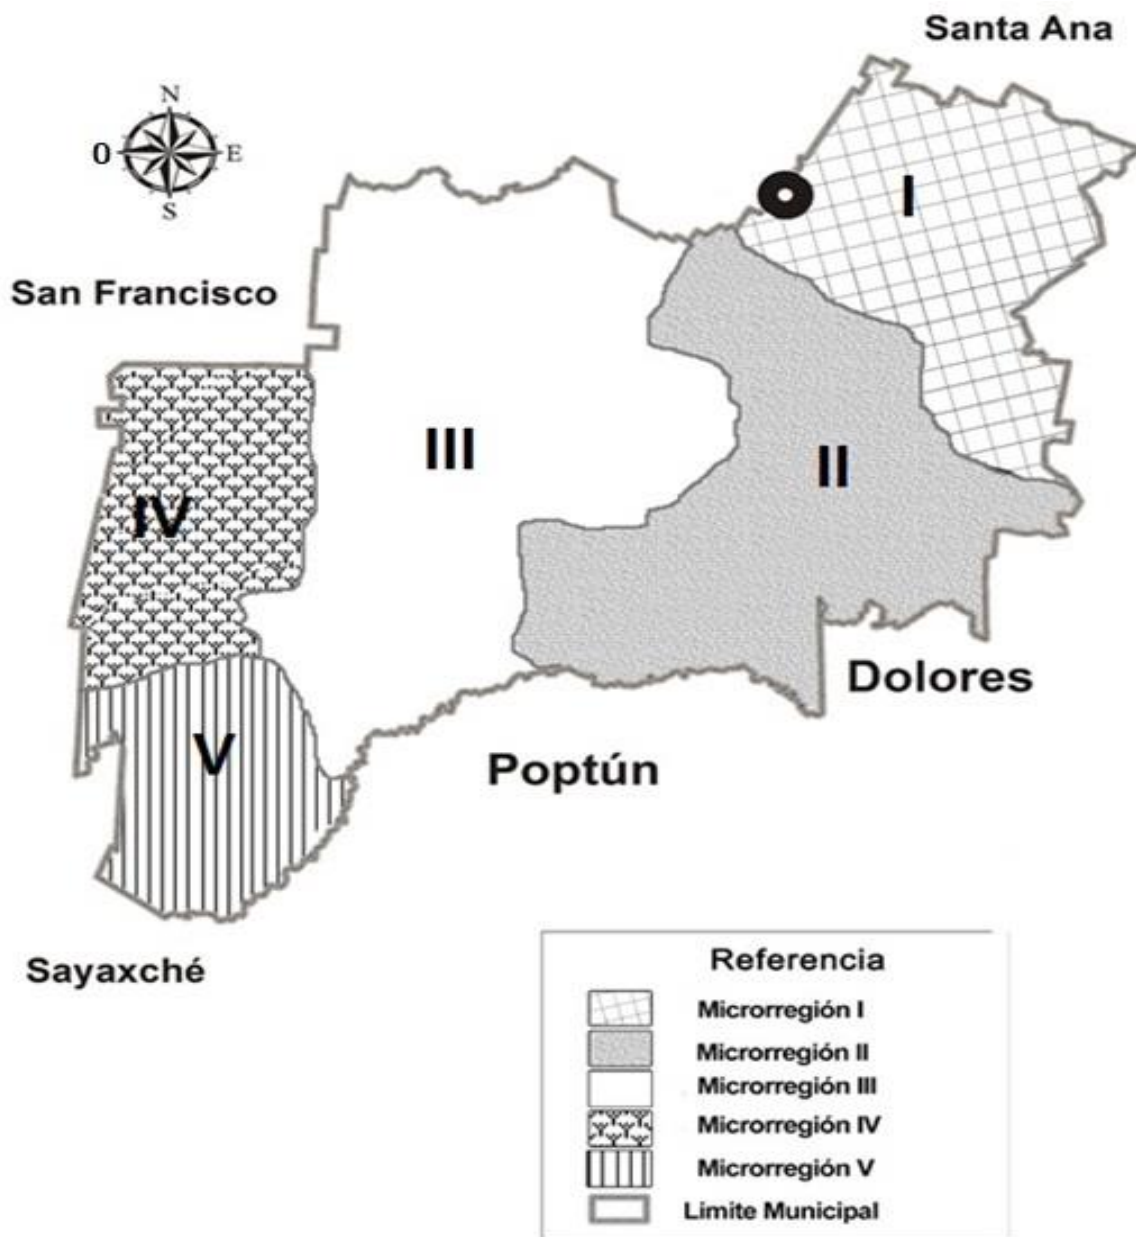 Santa Ana
N
0
E
S
I
San Francisco
III
II
IV
Dolores
V
Poptún
Sayaxché
Referencia
Microrregión I
Microrregión II
Microrregión III
Microrregión IV
Microrregión V
Limite Municipal